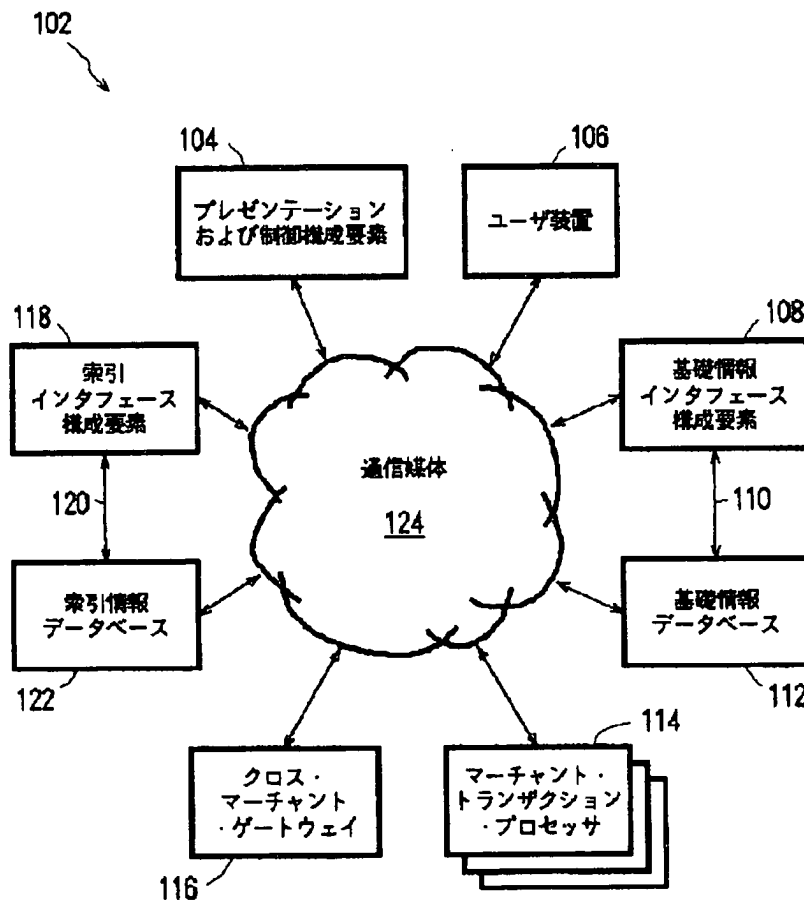 102
104
106
プレゼンテーション
および制御構成要素
ユーザ装置
118
108
索引
インタフェース
構成要素
基礎情報
インタフェース
構成要素
通信媒体
124
120
110
索引情報
データベース
基礎情報
データベース
122
112
114
クロス・
マーチャント
・ゲートウェイ
マーチャント・
トランザクション
・プロセッサ
116